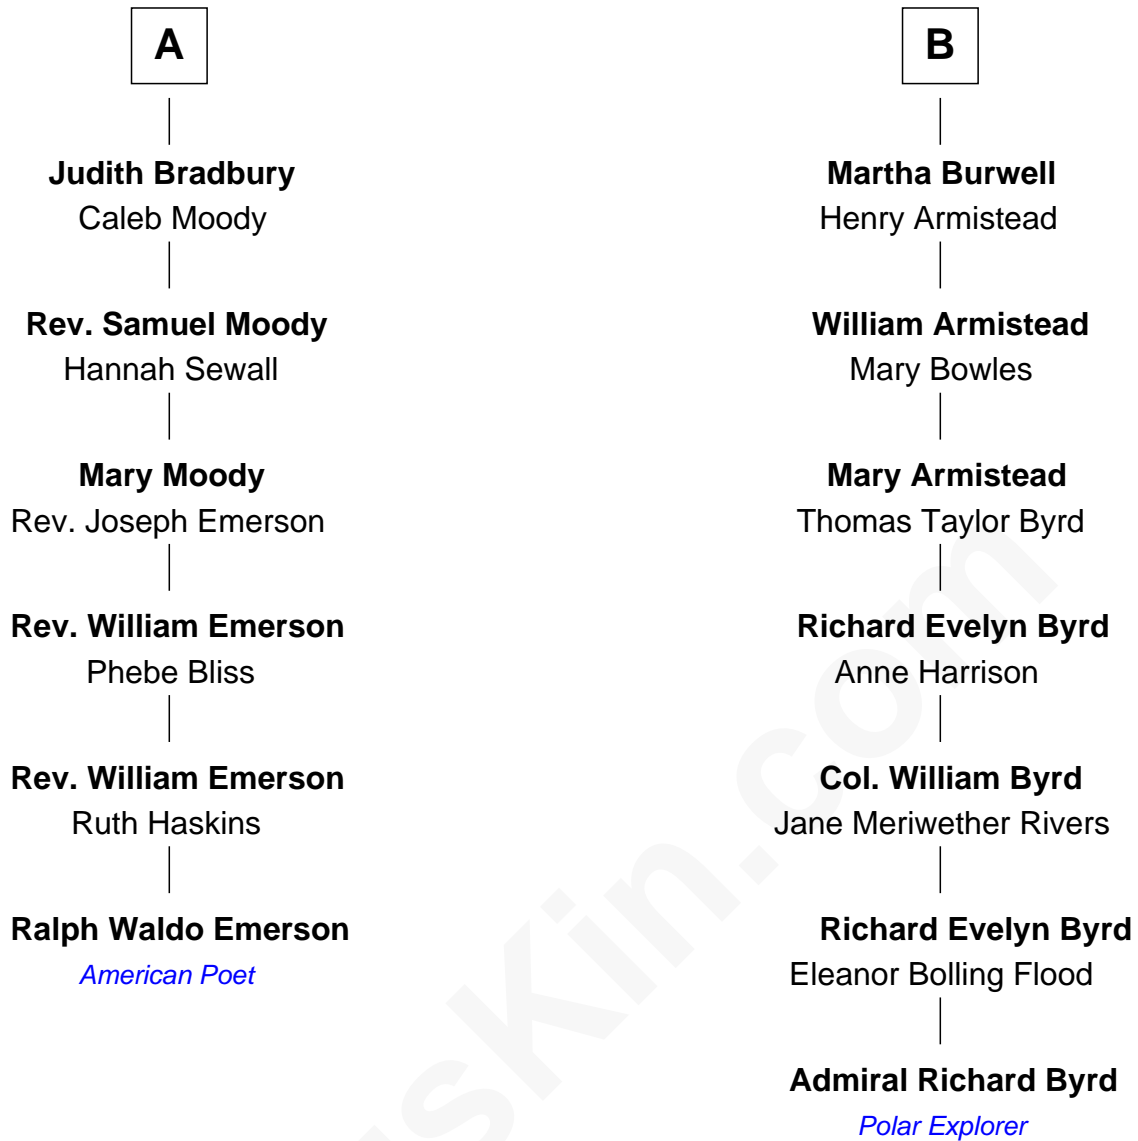 A
Judith Bradbury
Caleb Moody
Rev. Samuel Moody
Hannah Sewall
Mary Moody
Rev. Joseph Emerson
Rev. William Emerson
Phebe Bliss
Rev. William Emerson
Ruth Haskins
Ralph Waldo Emerson
American Poet
B
Martha Burwell
Henry Armistead
William Armistead
Mary Bowles
Mary Armistead
Thomas Taylor Byrd
Richard Evelyn Byrd
Anne Harrison
Col. William Byrd
Jane Meriwether Rivers
Richard Evelyn Byrd
Eleanor Bolling Flood
Admiral Richard Byrd
Polar Explorer
usKin.com